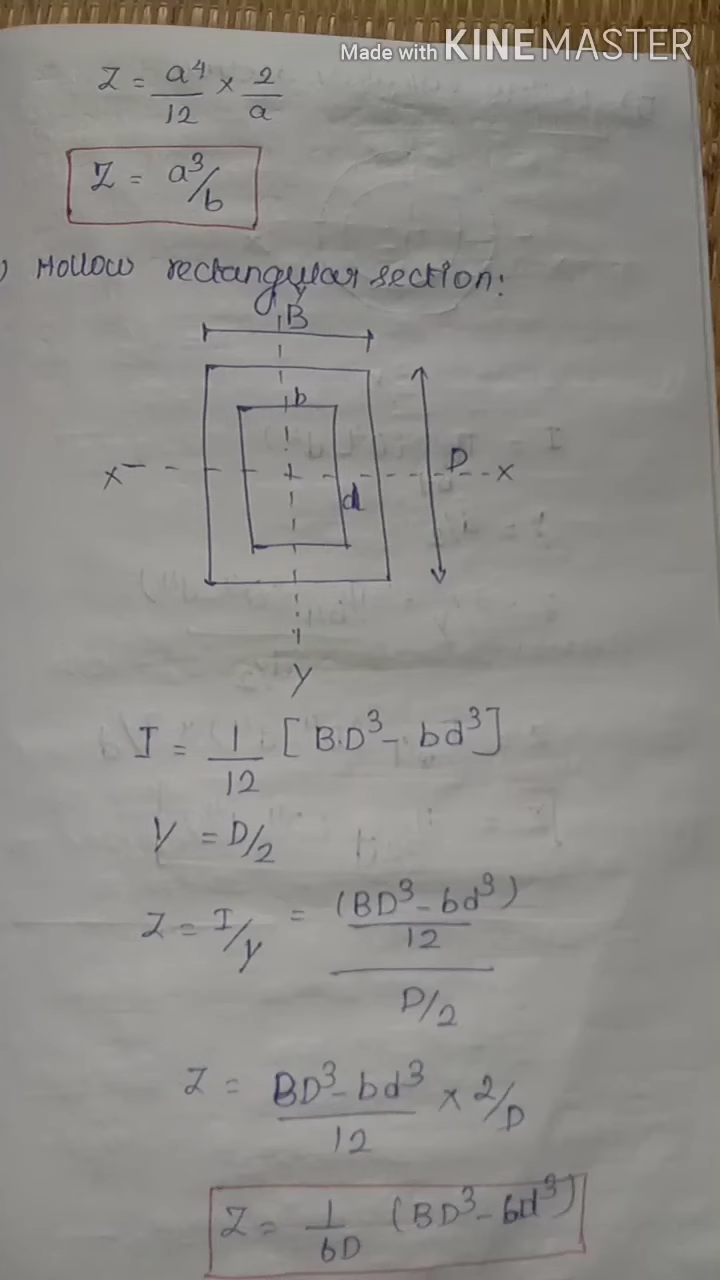 Made with KINEMASTER
Z = a⁴/12 × 2/a
Z = a³/6
) Hollow rectangular section:
Y
B
b
X X
D
d
Y
I = 1/12 [BD³ - bd³]
Y = D/2
Z = I/Y = (BD³ - bd³)/12 / D/2
Z = BD³ - bd³/12 × 2/D
Z = 1/6D (BD³ - bd³)